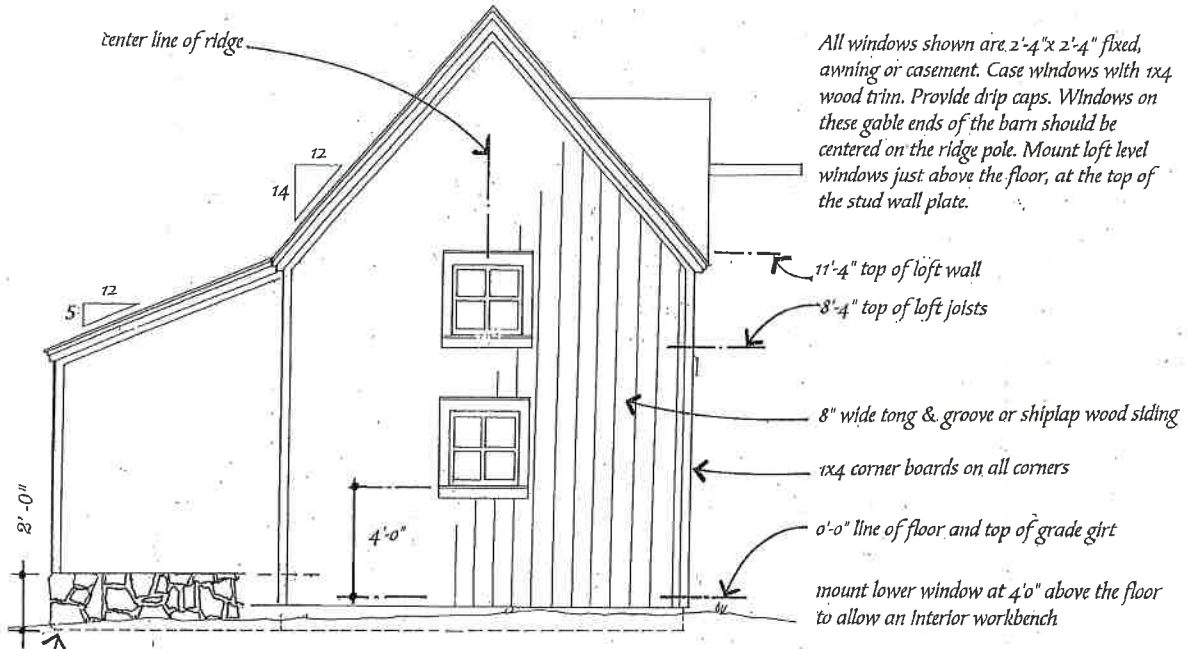 center line of ridge
All windows shown are 2'-4"x 2'-4" fixed,
awning or casement. Case windows with 1x4
wood trim. Provide drip caps. Windows on
these gable ends of the barn should be
centered on the ridge pole. Mount loft level
windows just above the floor, at the top of
the stud wall plate.
12
14
11'-4" top of loft wall
12
5
8'-4" top of loft joists
8" wide tong & groove or shiplap wood siding
1x4 corner boards on all corners
2'-0"
4'-0"
0'-0" line of floor and top of grade girt
mount lower window at 4'0" above the floor
to allow an interior workbench